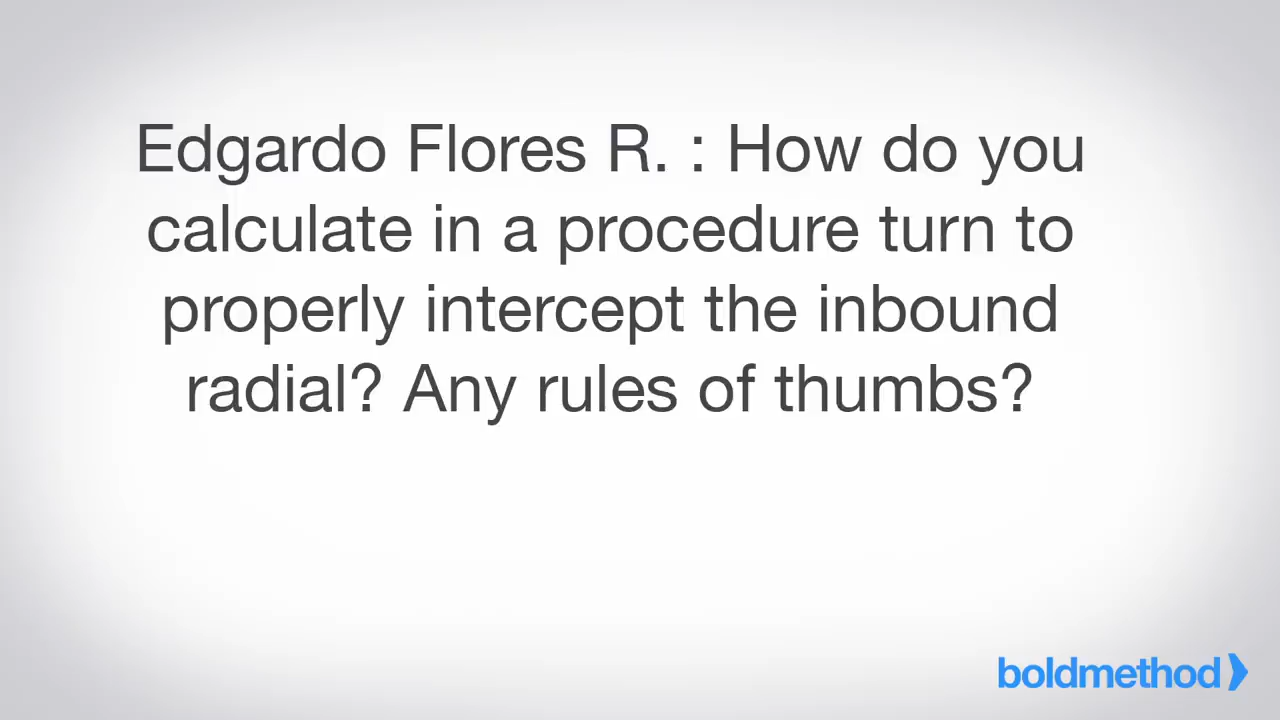 Edgardo Flores R. : How do you
calculate in a procedure turn to
properly intercept the inbound
radial? Any rules of thumbs?
boldmethod